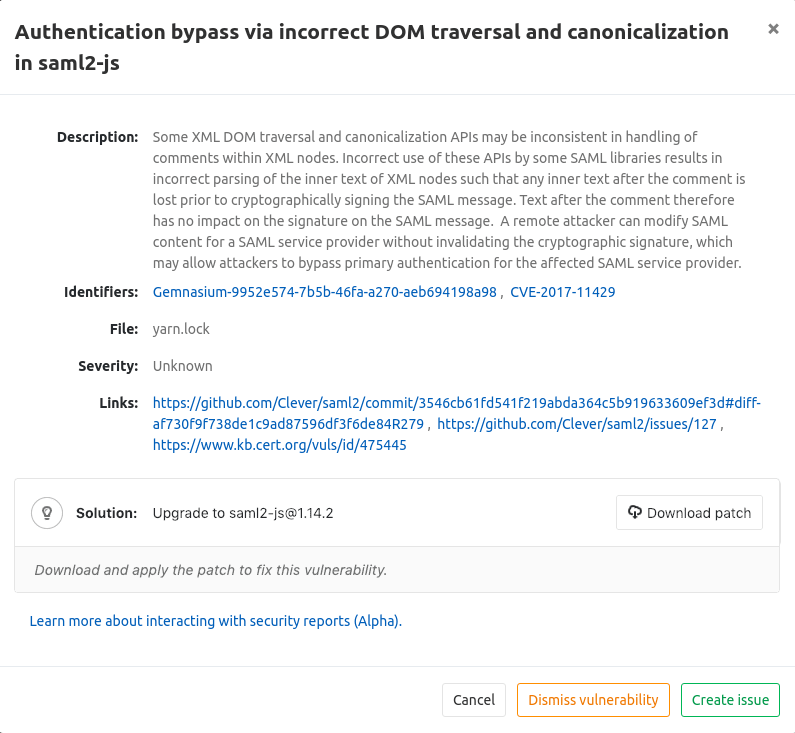 Authentication bypass via incorrect DOM traversal and canonicalization
in saml2-js
×
Description: Some XML DOM traversal and canonicalization APIs may be inconsistent in handling of
comments within XML nodes. Incorrect use of these APIs by some SAML libraries results in
incorrect parsing of the inner text of XML nodes such that any inner text after the comment is
lost prior to cryptographically signing the SAML message. Text after the comment therefore
has no impact on the signature on the SAML message. A remote attacker can modify SAML
content for a SAML service provider without invalidating the cryptographic signature, which
may allow attackers to bypass primary authentication for the affected SAML service provider.
Identifiers: Gemnasium-9952e574-7b5b-46fa-a270-aeb694198a98 , CVE-2017-11429
File: yarn.lock
Severity: Unknown
Links: https://github.com/Clever/saml2/commit/3546cb61fd541f219abda364c5b919633609ef3d#diff-
af730f9f738de1c9ad87596df3f6de84R279 , https://github.com/Clever/saml2/issues/127 ,
https://www.kb.cert.org/vuls/id/475445
Solution: Upgrade to saml2-js@1.14.2
Download patch
Download and apply the patch to fix this vulnerability.
Learn more about interacting with security reports (Alpha).
Cancel Dismiss vulnerability Create issue